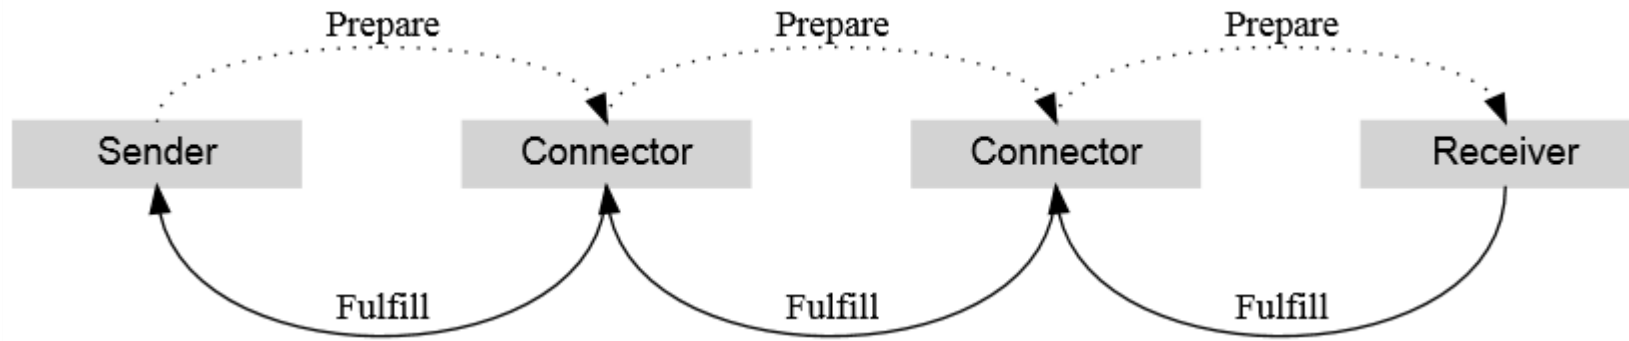 Prepare
Prepare
Prepare
Sender
Connector
Connector
Receiver
Fulfill
Fulfill
Fulfill